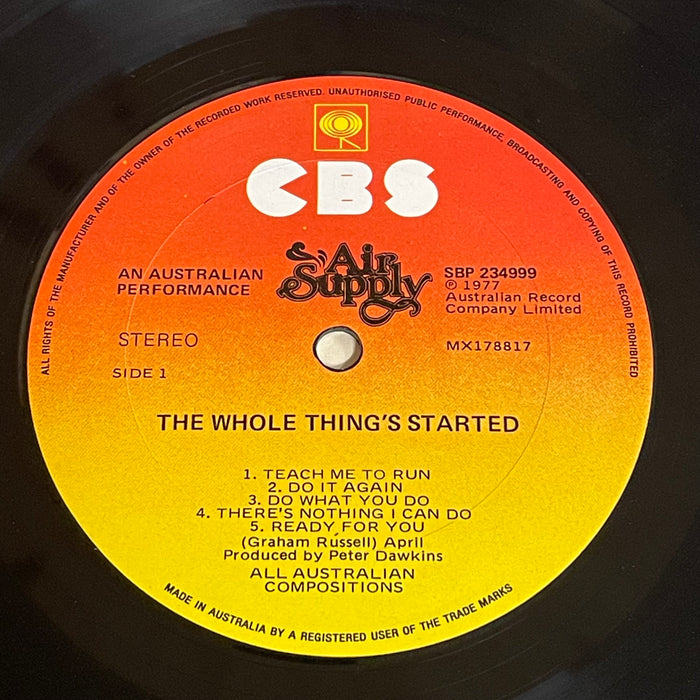 ALL RIGHTS OF THE MANUFACTURER AND OF THE OWNER OF THE RECORDED WORK RESERVED. UNAUTHORISED PUBLIC PERFORMANCE, BROADCASTING AND COPYING OF THIS RECORD PROHIBITED
CBS
AN AUSTRALIAN
PERFORMANCE
Air
Supply
SBP 234999
℗ 1977
Australian Record
Company Limited
STEREO
MX178817
SIDE 1
THE WHOLE THING'S STARTED
1. TEACH ME TO RUN
2. DO IT AGAIN
3. DO WHAT YOU DO
4. THERE'S NOTHING I CAN DO
5. READY FOR YOU
(Graham Russell) April
Produced by Peter Dawkins
ALL AUSTRALIAN
COMPOSITIONS
MADE IN AUSTRALIA BY A REGISTERED USER OF THE TRADE MARKS